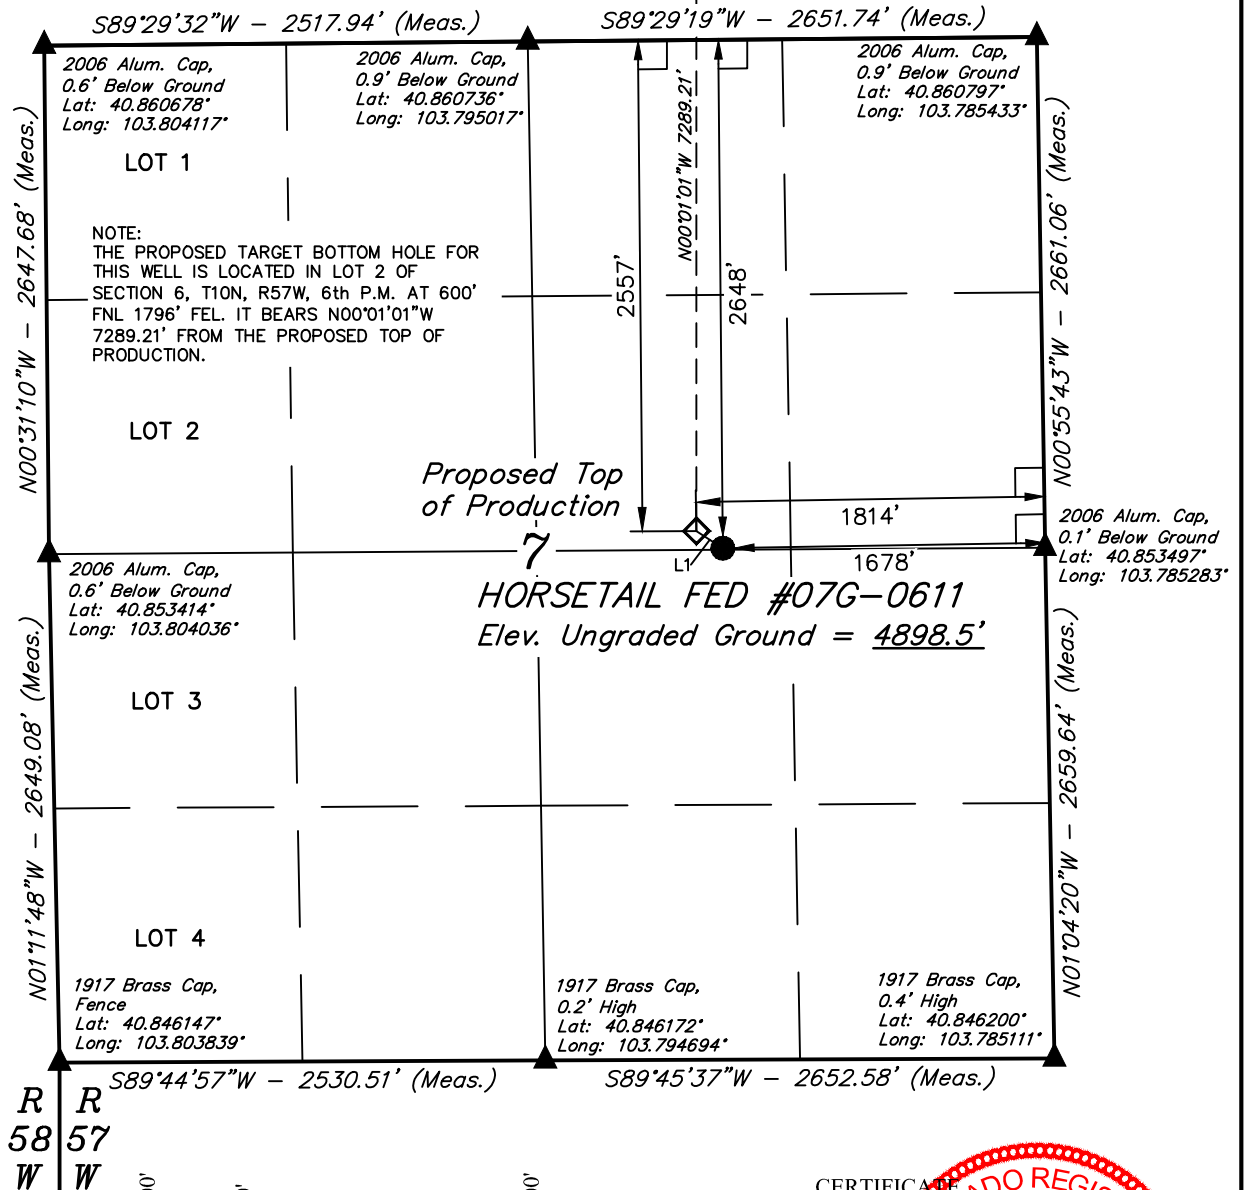 S89°29'32"W - 2517.94' (Meas.)
S89°29'19"W - 2651.74' (Meas.)
2006 Alum. Cap,
0.6' Below Ground
Lat: 40.860678°
Long: 103.804117°
2006 Alum. Cap,
0.9' Below Ground
Lat: 40.860736°
Long: 103.795017°
2006 Alum. Cap,
0.9' Below Ground
Lat: 40.860797°
Long: 103.785433°
N00°31'10"W - 2647.68' (Meas.)
N00°01'01"W 7289.21'
N00°55'43"W - 2661.06' (Meas.)
LOT 1
NOTE:
THE PROPOSED TARGET BOTTOM HOLE FOR
THIS WELL IS LOCATED IN LOT 2 OF
SECTION 6, T10N, R57W, 6th P.M. AT 600'
FNL 1796' FEL. IT BEARS N00°01'01"W
7289.21' FROM THE PROPOSED TOP OF
PRODUCTION.
2557'
2648'
LOT 2
Proposed Top
of Production
1814'
7
L1
1678'
2006 Alum. Cap,
0.1' Below Ground
Lat: 40.853497°
Long: 103.785283°
2006 Alum. Cap,
0.6' Below Ground
Lat: 40.853414°
Long: 103.804036°
HORSETAIL FED #07G-0611
Elev. Ungraded Ground = 4898.5'
N01°11'48"W - 2649.08' (Meas.)
N01°04'20"W - 2659.64' (Meas.)
LOT 3
LOT 4
1917 Brass Cap,
Fence
Lat: 40.846147°
Long: 103.803839°
1917 Brass Cap,
0.2' High
Lat: 40.846172°
Long: 103.794694°
1917 Brass Cap,
0.4' High
Lat: 40.846200°
Long: 103.785111°
S89°44'57"W - 2530.51' (Meas.)
S89°45'37"W - 2652.58' (Meas.)
R R
58 57
W W
CERTIFICATE